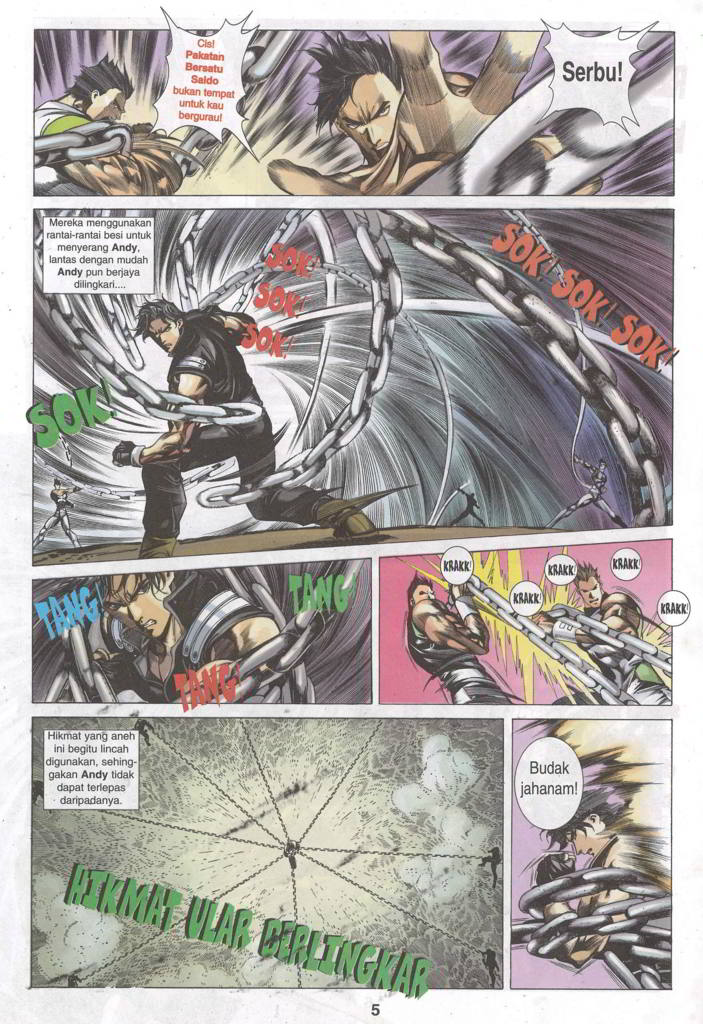 Cis!
Pakatan
Bersatu
Saldo
bukan tempat
untuk kau
bergurau!
Serbu!
Mereka menggunakan
rantai-rantai besi untuk
menyerang Andy,
lantas dengan mudah
Andy pun berjaya
dilingkari....
SOK!
SOK!
SOK!
SOK!
SOK!
SOK!
SOK!
TANG!
TANG!
TANG!
KRAKK!
KRAKK!
KRAKK!
KRAKK!
KRAKK!
Hikmat yang aneh
ini begitu lincah
digunakan, sehing-
gakan Andy tidak
dapat terlepas
daripadanya.
HIKMAT ULAR BERLINGKAR
Budak
jahanam!
5